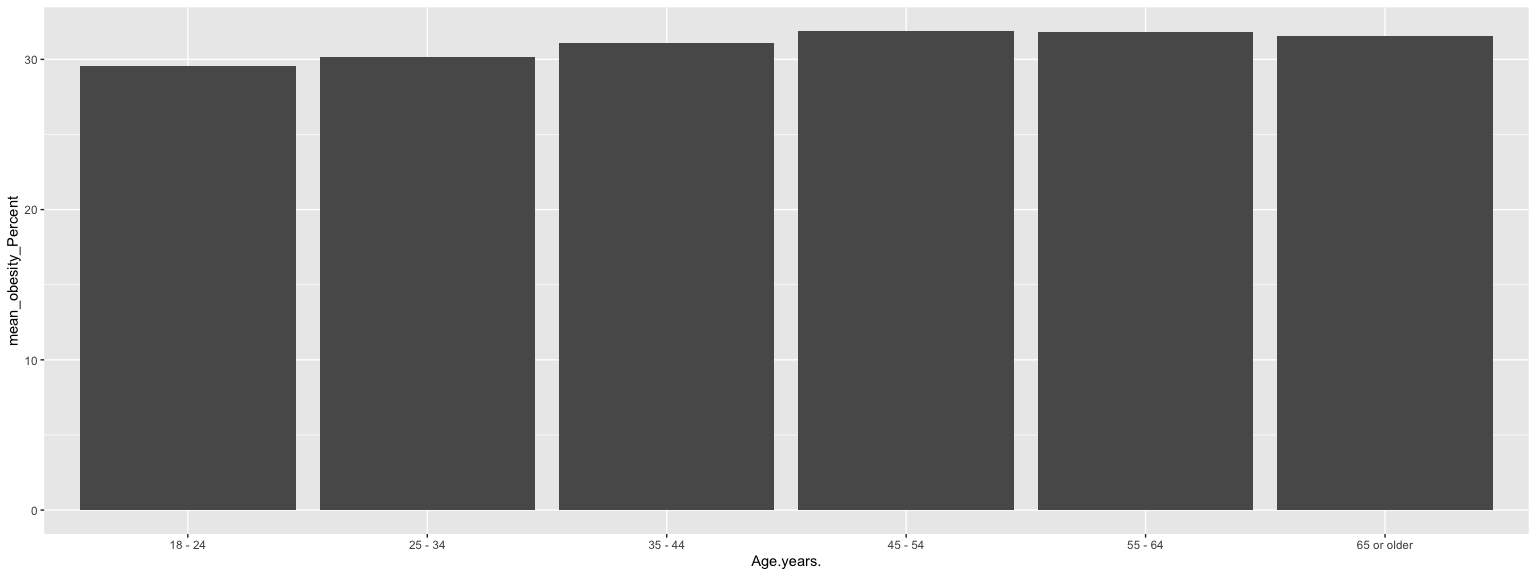 mean_obesity_Percent
30
20
10
0
18 - 24
25 - 34
35 - 44
45 - 54
55 - 64
65 or older
Age.years.